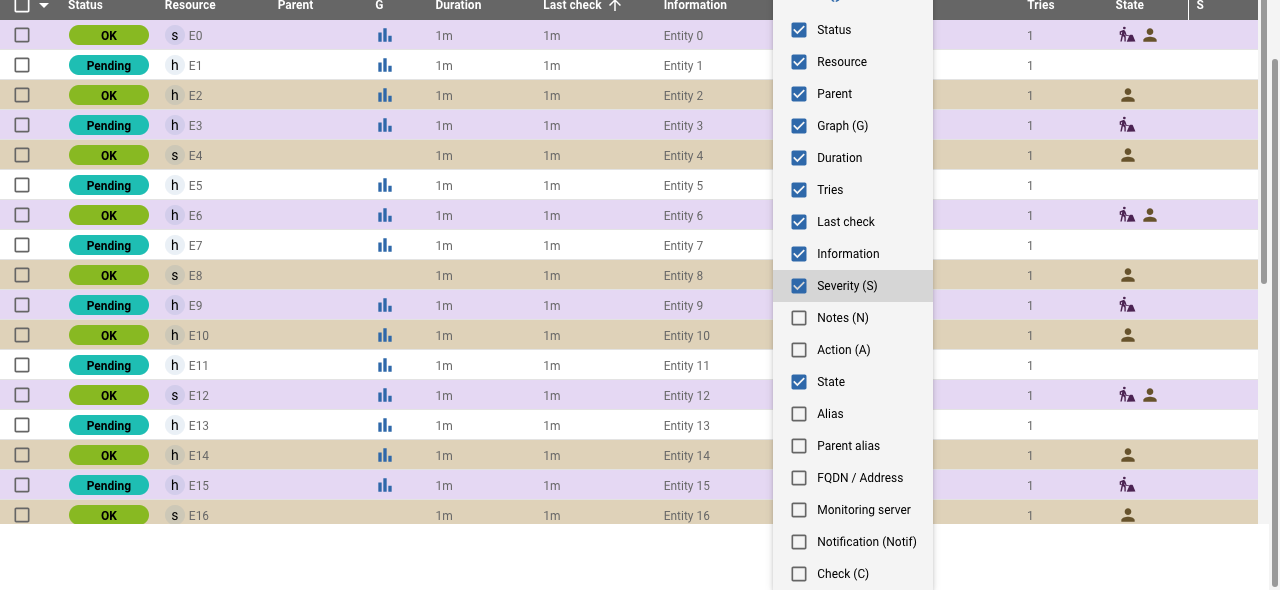 Status Resource Parent G Duration Last check Information Tries State S
OK s E0 1m 1m Entity 0 1
Pending h E1 1m 1m Entity 1 1
OK h E2 1m 1m Entity 2 1
Pending h E3 1m 1m Entity 3 1
OK s E4 1m 1m Entity 4 1
Pending h E5 1m 1m Entity 5 1
OK h E6 1m 1m Entity 6 1
Pending h E7 1m 1m Entity 7 1
OK s E8 1m 1m Entity 8 1
Pending h E9 1m 1m Entity 9 1
OK h E10 1m 1m Entity 10 1
Pending h E11 1m 1m Entity 11 1
OK s E12 1m 1m Entity 12 1
Pending h E13 1m 1m Entity 13 1
OK h E14 1m 1m Entity 14 1
Pending h E15 1m 1m Entity 15 1
OK s E16 1m 1m Entity 16 1
Status
Resource
Parent
Graph (G)
Duration
Tries
Last check
Information
Severity (S)
Notes (N)
Action (A)
State
Alias
Parent alias
FQDN / Address
Monitoring server
Notification (Notif)
Check (C)